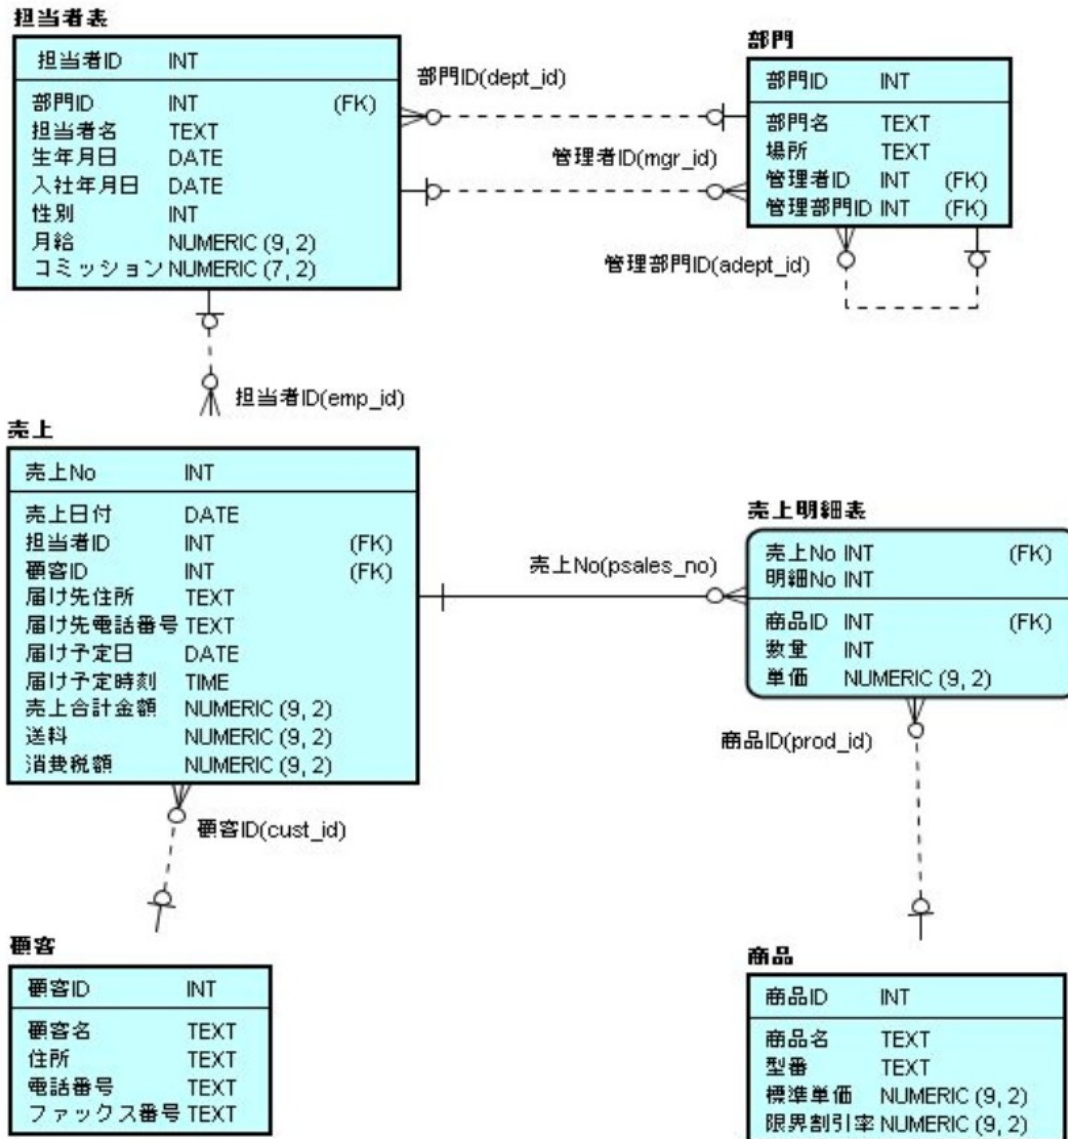 担当者表
担当者ID INT
部門ID INT (FK)
担当者名 TEXT
生年月日 DATE
入社年月日 DATE
性別 INT
月給 NUMERIC (9, 2)
コミッション NUMERIC (7, 2)
部門ID(dept_id)
管理者ID(mgr_id)
部門
部門ID INT
部門名 TEXT
場所 TEXT
管理者ID INT (FK)
管理部門ID INT (FK)
管理部門ID(adept_id)
担当者ID(emp_id)
売上
売上No INT
売上日付 DATE
担当者ID INT (FK)
顧客ID INT (FK)
届け先住所 TEXT
届け先電話番号 TEXT
届け予定日 DATE
届け予定時刻 TIME
売上合計金額 NUMERIC (9, 2)
送料 NUMERIC (9, 2)
消費税額 NUMERIC (9, 2)
売上No(psales_no)
売上明細表
売上No INT (FK)
明細No INT
商品ID INT (FK)
数量 INT
単価 NUMERIC (9, 2)
商品ID(prod_id)
顧客ID(cust_id)
顧客
顧客ID INT
顧客名 TEXT
住所 TEXT
電話番号 TEXT
ファックス番号 TEXT
商品
商品ID INT
商品名 TEXT
型番 TEXT
標準単価 NUMERIC (9, 2)
限界割引率 NUMERIC (9, 2)